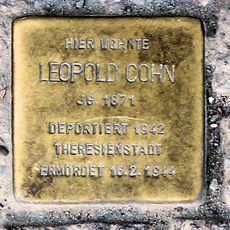 HIER WOHNTE
LEOPOLD COHN
JG. 1871
DEPORTIERT 1942
THERESIENSTADT
ERMORDET 16.2.1944